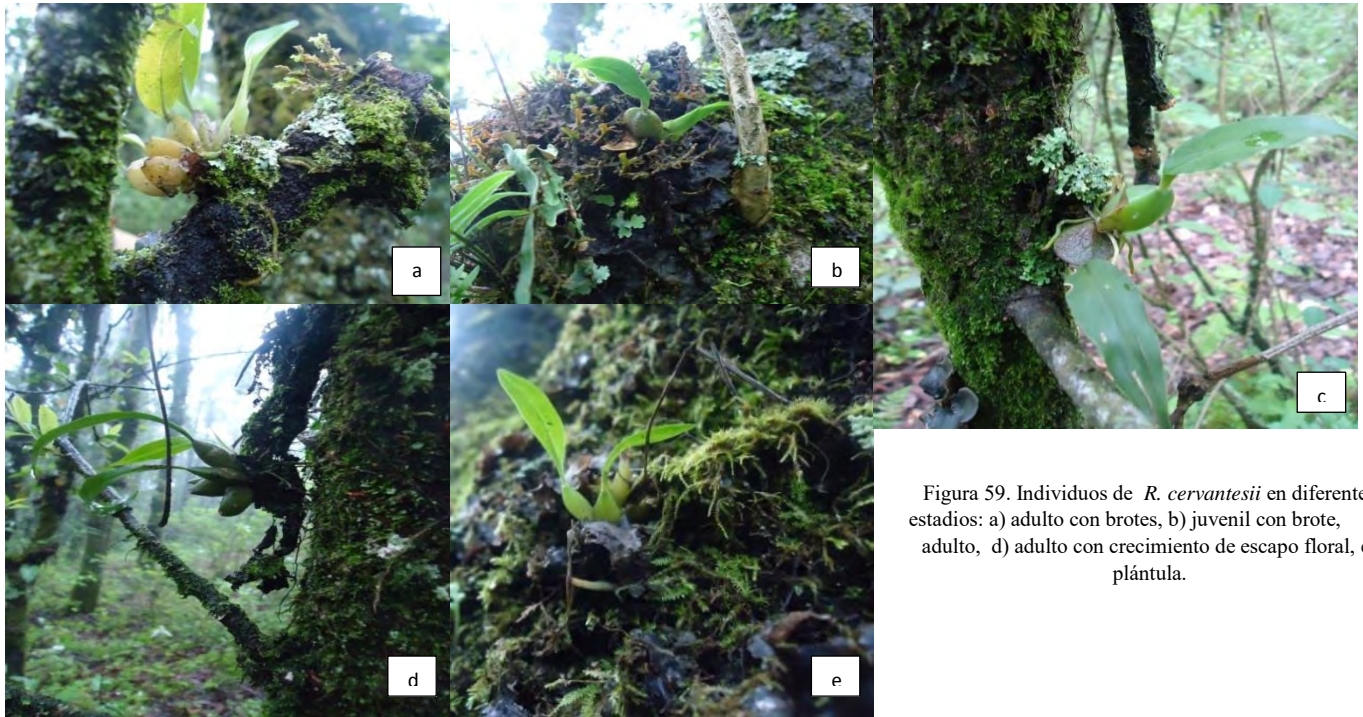 a
b
c
d
e
Figura 59. Individuos de R. cervantesii en diferente
estadios: a) adulto con brotes, b) juvenil con brote,
adulto, d) adulto con crecimiento de escapo floral,
plántula.